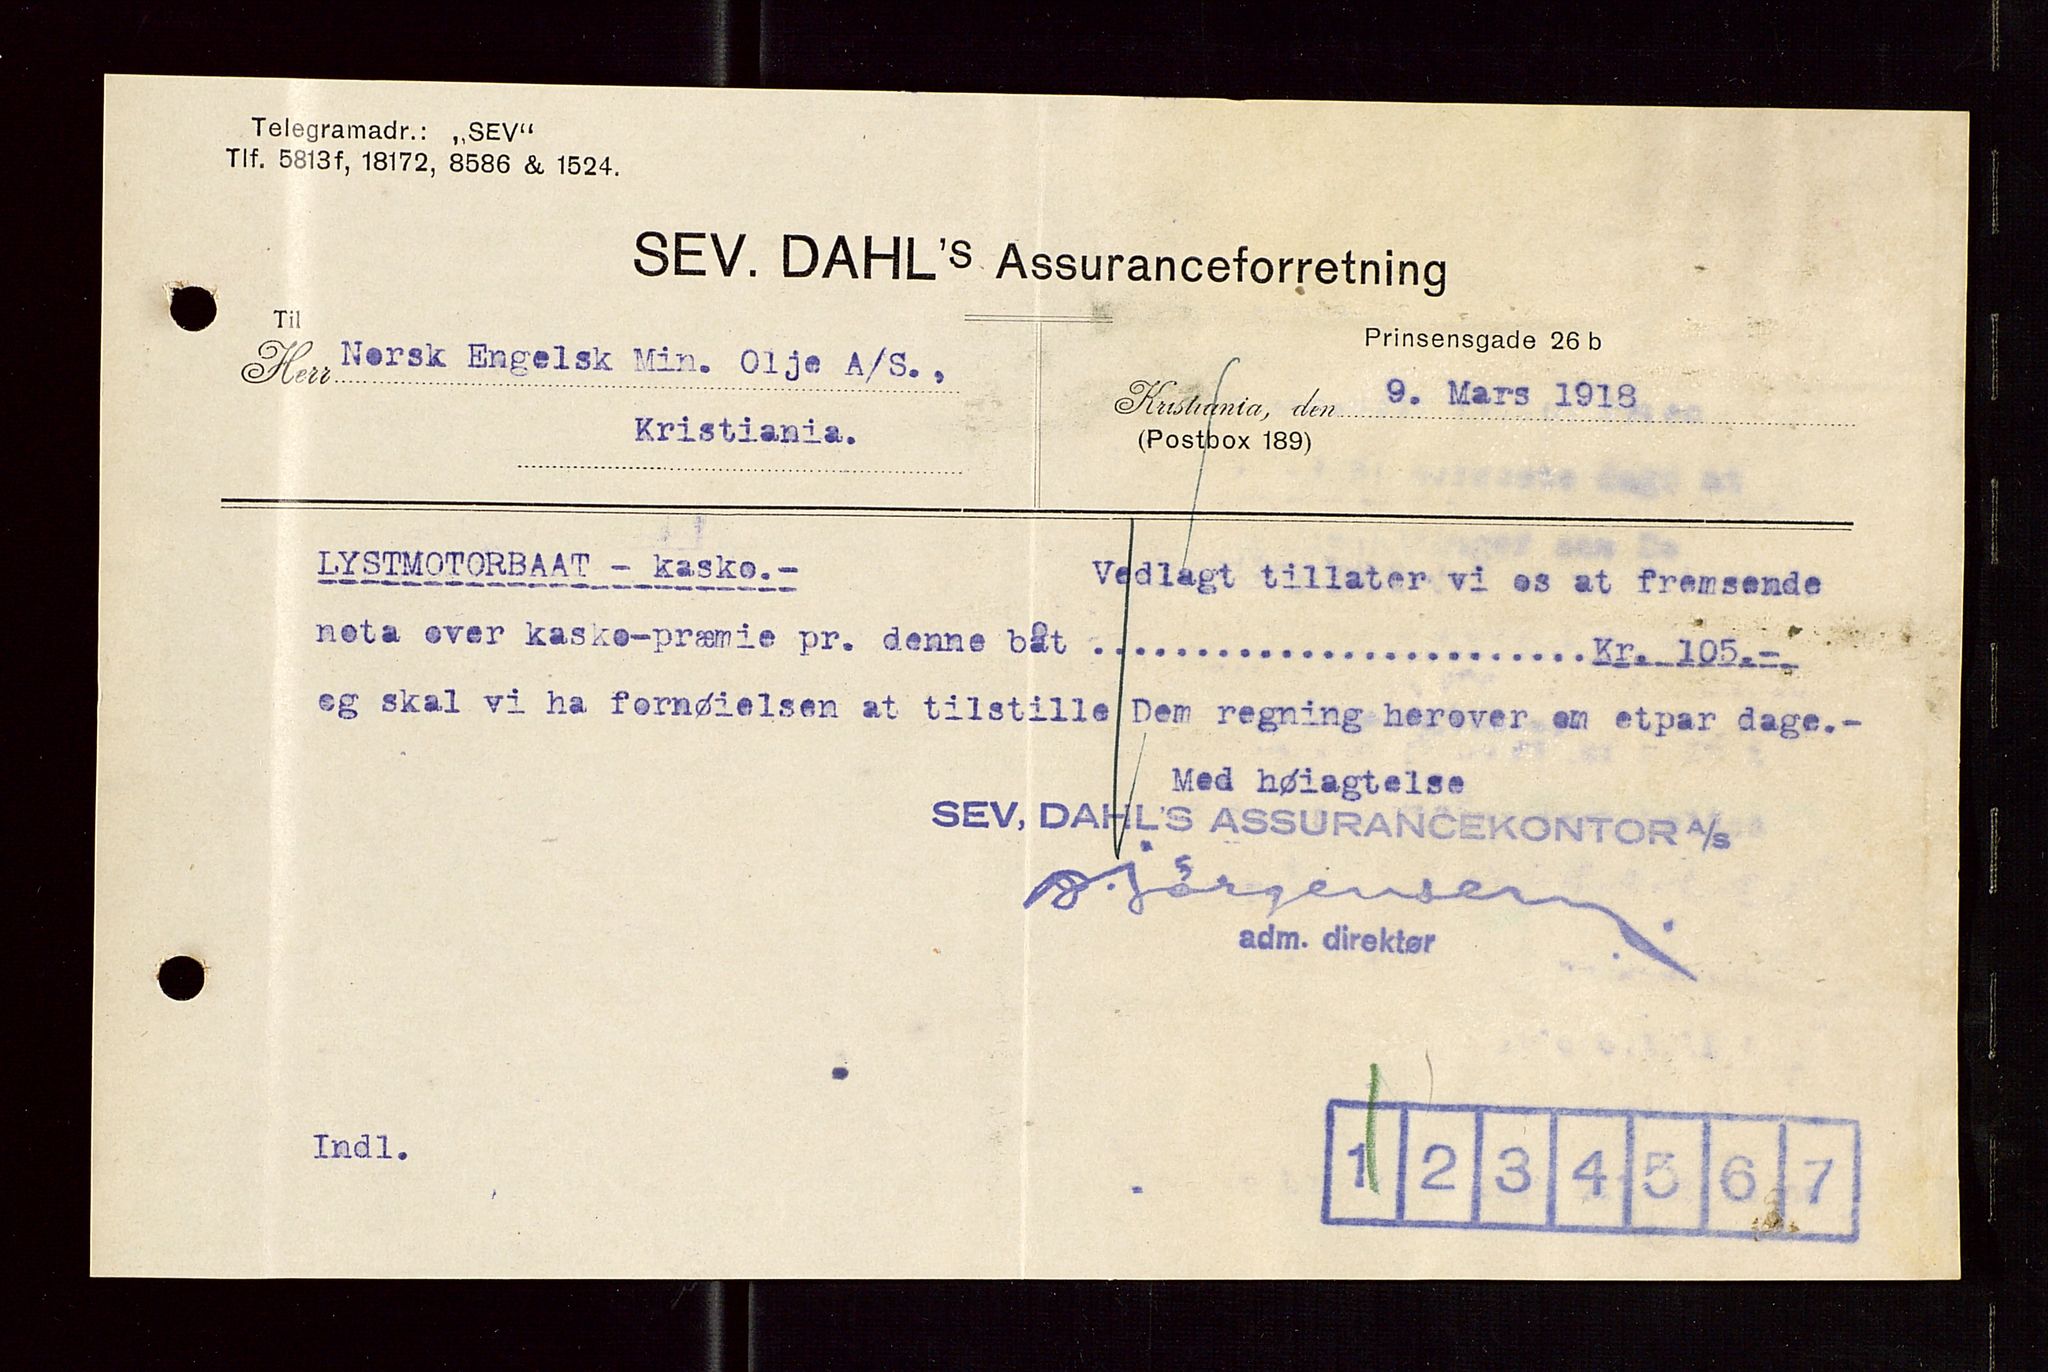 Telegramadr.: „SEV“
Tlf. 5813f, 18172, 8586 & 1524.
SEV. DAHL'S Assuranceforretning
Til
Herr Norsk Engelsk Min. Olje A/S.,
Kristiania.
Prinsensgade 26 b
Kristiania, den 9. Mars 1918
(Postbox 189)
LYSTMOTORBAAT - kasko.- Vedlagt tillater vi os at fremsende
nota over kasko-præmie pr. denne båt ........................Kr. 105.-
og skal vi ha fornøielsen at tilstille Dem regning herover om etpar dage.-
Med høiagtelse
SEV, DAHL'S ASSURANCEKONTOR A/S
Jørgensen
adm. direktør
Indl.
1 2 3 4 5 6 7